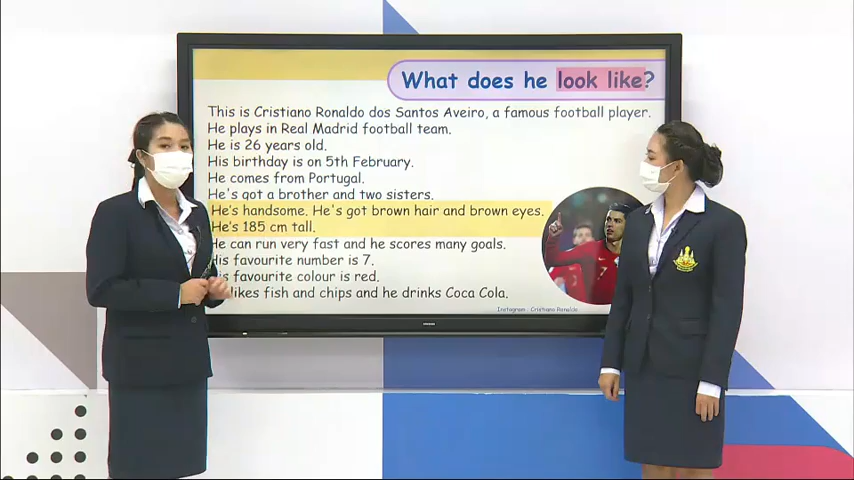 What does he look like?
This is Cristiano Ronaldo dos Santos Aveiro, a famous football player.
He plays in Real Madrid football team.
He is 26 years old.
His birthday is on 5th February.
He comes from Portugal.
He's got a brother and two sisters.
He's handsome. He's got brown hair and brown eyes.
He's 185 cm tall.
He can run very fast and he scores many goals.
His favourite number is 7.
favourite colour is red.
likes fish and chips and he drinks Coca Cola.
Instagram : Cristiano Ronaldo
7